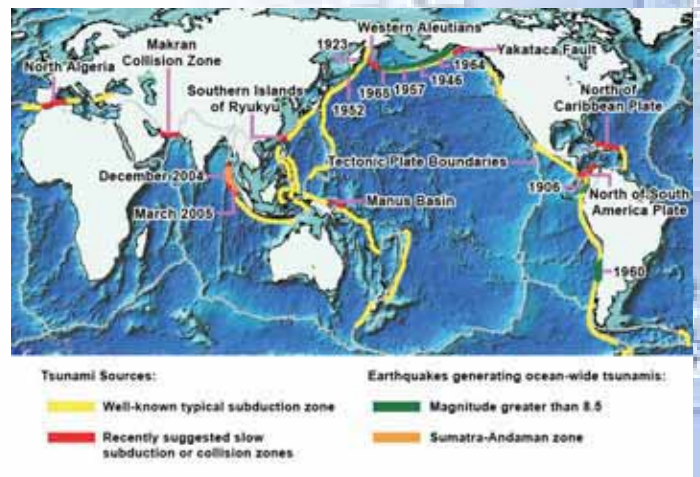 Western Aleutians
1923
Makran
Collision Zone
Yakataca Fault
North Algeria
1964
1946
1957
1965
1952
Southern Islands
of Ryukyu
North of
Caribbean Plate
Tectonic Plate Boundaries
December 2004
March 2005
Manus Basin
1906
North of South
America Plate
1960
Tsunami Sources:
Well-known typical subduction zone
Recently suggested slow
subduction or collision zones
Earthquakes generating ocean-wide tsunamis:
Magnitude greater than 8.5
Sumatra-Andaman zone